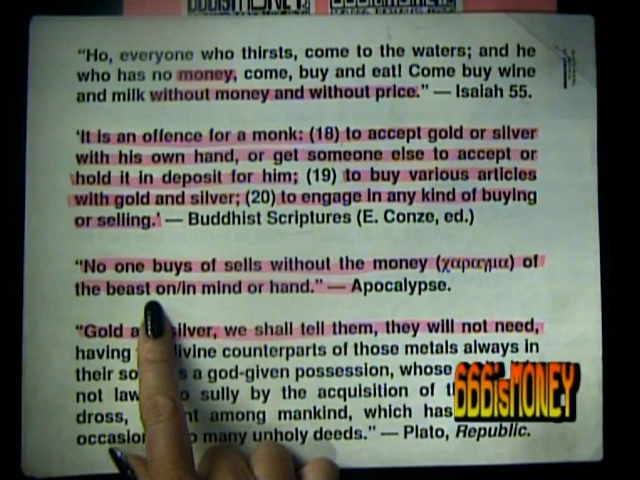 666isMONEY
"Ho, everyone who thirsts, come to the waters; and he
who has no money, come, buy and eat! Come buy wine
and milk without money and without price." — Isaiah 55.
'It is an offence for a monk: (18) to accept gold or silver
with his own hand, or get someone else to accept or
hold it in deposit for him; (19) to buy various articles
with gold and silver; (20) to engage in any kind of buying
or selling.' — Buddhist Scriptures (E. Conze, ed.)
"No one buys of sells without the money (χαραγμα) of
the beast on/in mind or hand." — Apocalypse.
"Gold silver, we shall tell them, they will not need,
having divine counterparts of those metals always in
their a god-given possession, whose
not sully by the acquisition of
dross, among mankind, which has
many unholy deeds." — Plato, Republic.
666isMONEY